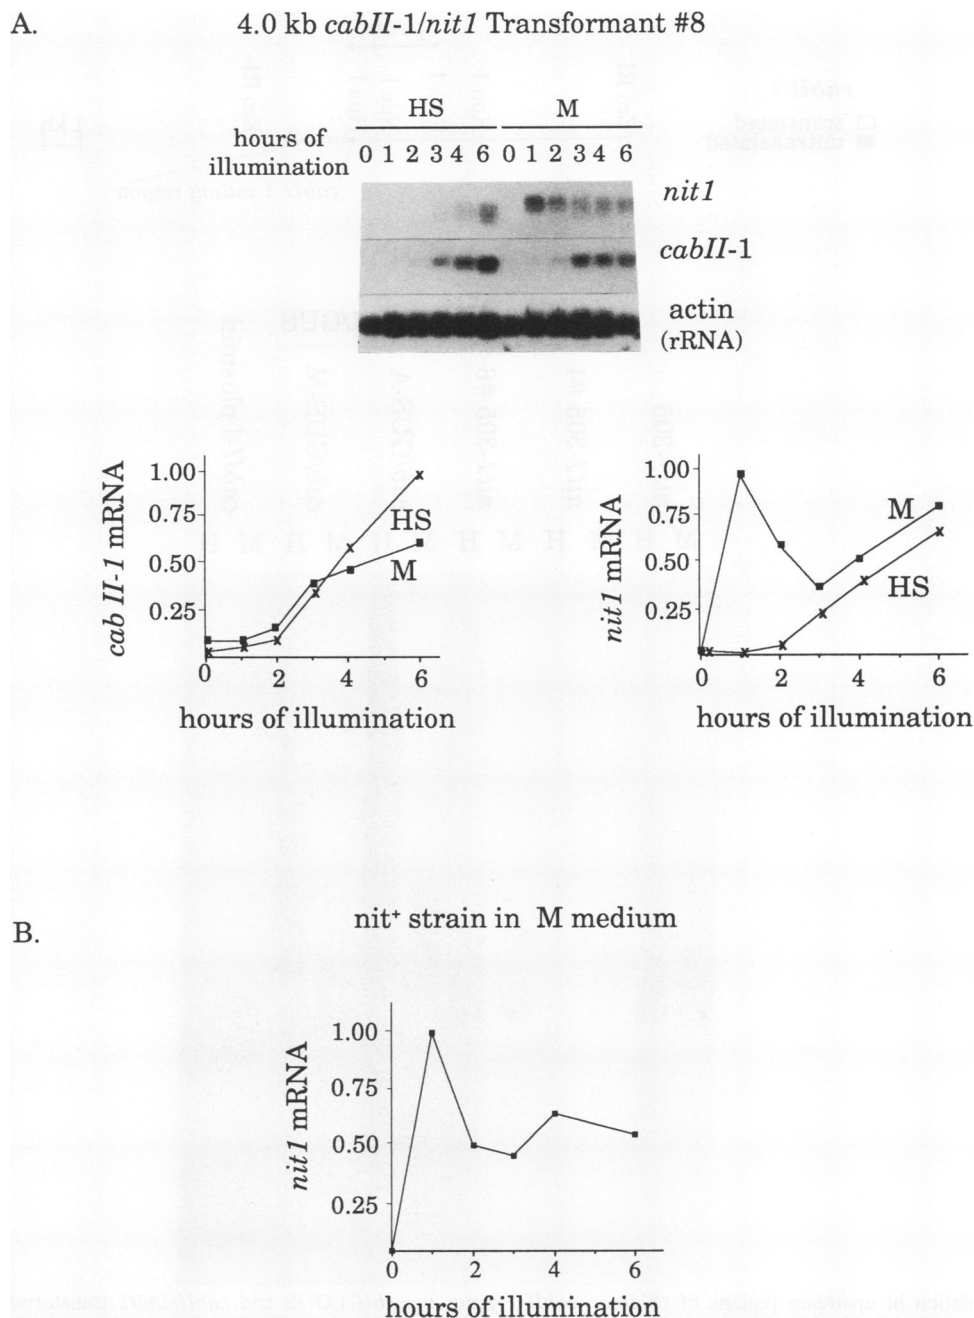 A.
4.0 kb cabII-1/nit1 Transformant #8
HS M
hours of illumination
0 1 2 3 4 6 0 1 2 3 4 6
nit1
cabII-1
actin
(rRNA)
cab II-1 mRNA
1.00
0.75
0.50
0.25
HS
M
0 2 4 6
hours of illumination
nit1 mRNA
1.00
0.75
0.50
0.25
M
HS
0 2 4 6
hours of illumination
B.
nit+ strain in M medium
nit1 mRNA
1.00
0.75
0.50
0.25
0 2 4 6
hours of illumination